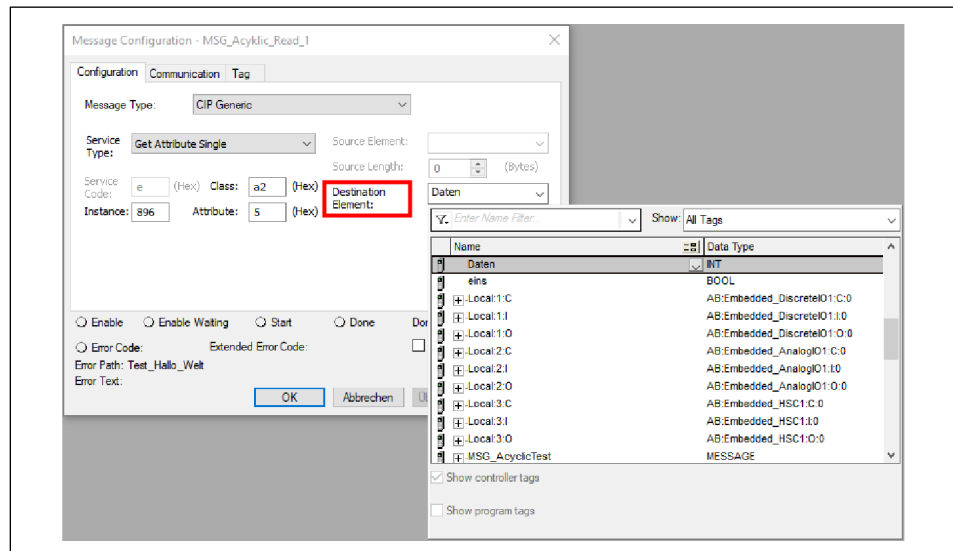 Message Configuration - MSG_Acyklic_Read_1
Configuration Communication Tag
Message Type: CIP Generic
Service Type: Get Attribute Single
Source Element:
Source Length: 0 (Bytes)
Service Code: e (Hex) Class: a2 (Hex)
Destination Element: Daten
Instance: 896 Attribute: 5 (Hex)
Enter Name Filter... Show: All Tags
Name Data Type
Daten INT
eins BOOL
Local:1:C AB:Embedded_DiscreteIO1:C:0
Local:1:I AB:Embedded_DiscreteIO1:I:0
Local:1:O AB:Embedded_DiscreteIO1:O:0
Local:2:C AB:Embedded_AnalogIO1:C:0
Local:2:I AB:Embedded_AnalogIO1:I:0
Local:2:O AB:Embedded_AnalogIO1:O:0
Local:3:C AB:Embedded_HSC1:C:0
Local:3:I AB:Embedded_HSC1:I:0
Local:3:O AB:Embedded_HSC1:O:0
MSG_AcyclicTest MESSAGE
Show controller tags
Show program tags
Enable Enable Waiting Start Done
Error Code: Extended Error Code:
Error Path: Test_Hallo_Welt
Error Text:
OK Abbrechen